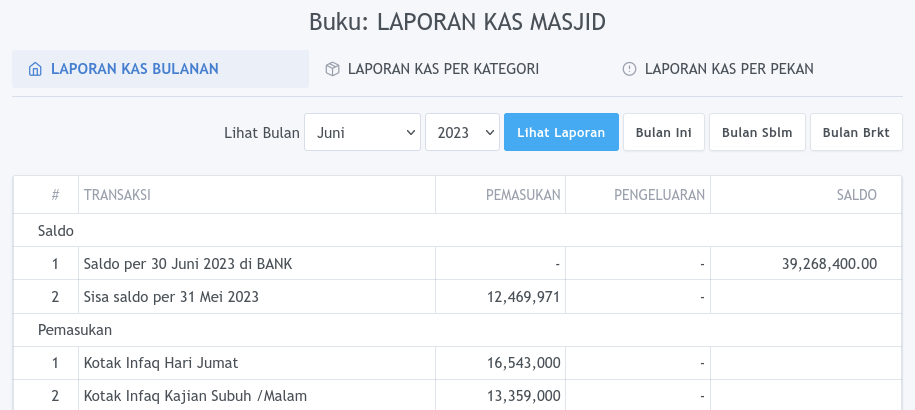 Buku: LAPORAN KAS MASJID
LAPORAN KAS BULANAN LAPORAN KAS PER KATEGORI LAPORAN KAS PER PEKAN
Lihat Bulan Juni 2023 Lihat Laporan Bulan Ini Bulan Sblm Bulan Brkt
# TRANSAKSI PEMASUKAN PENGELUARAN SALDO
Saldo
1 Saldo per 30 Juni 2023 di BANK - - 39,268,400.00
2 Sisa saldo per 31 Mei 2023 12,469,971 -
Pemasukan
1 Kotak Infaq Hari Jumat 16,543,000 -
2 Kotak Infaq Kajian Subuh /Malam 13,359,000 -